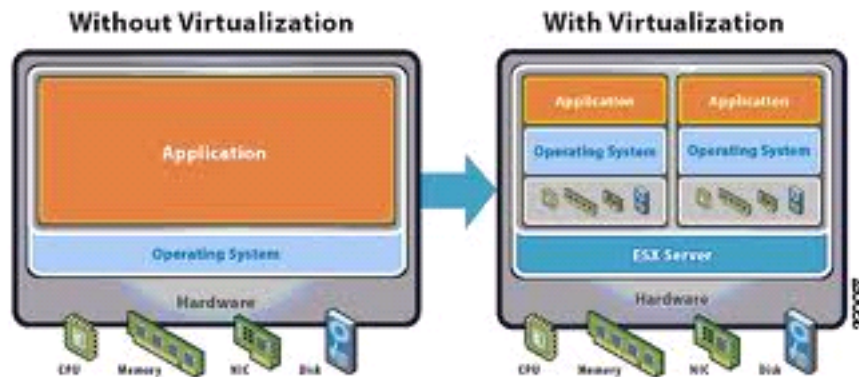 Without Virtualization
With Virtualization
Application
Operating System
Hardware
CPU Memory NIC Disk
Application Application
Operating System Operating System
ESX Server
Hardware
CPU Memory NIC Disk